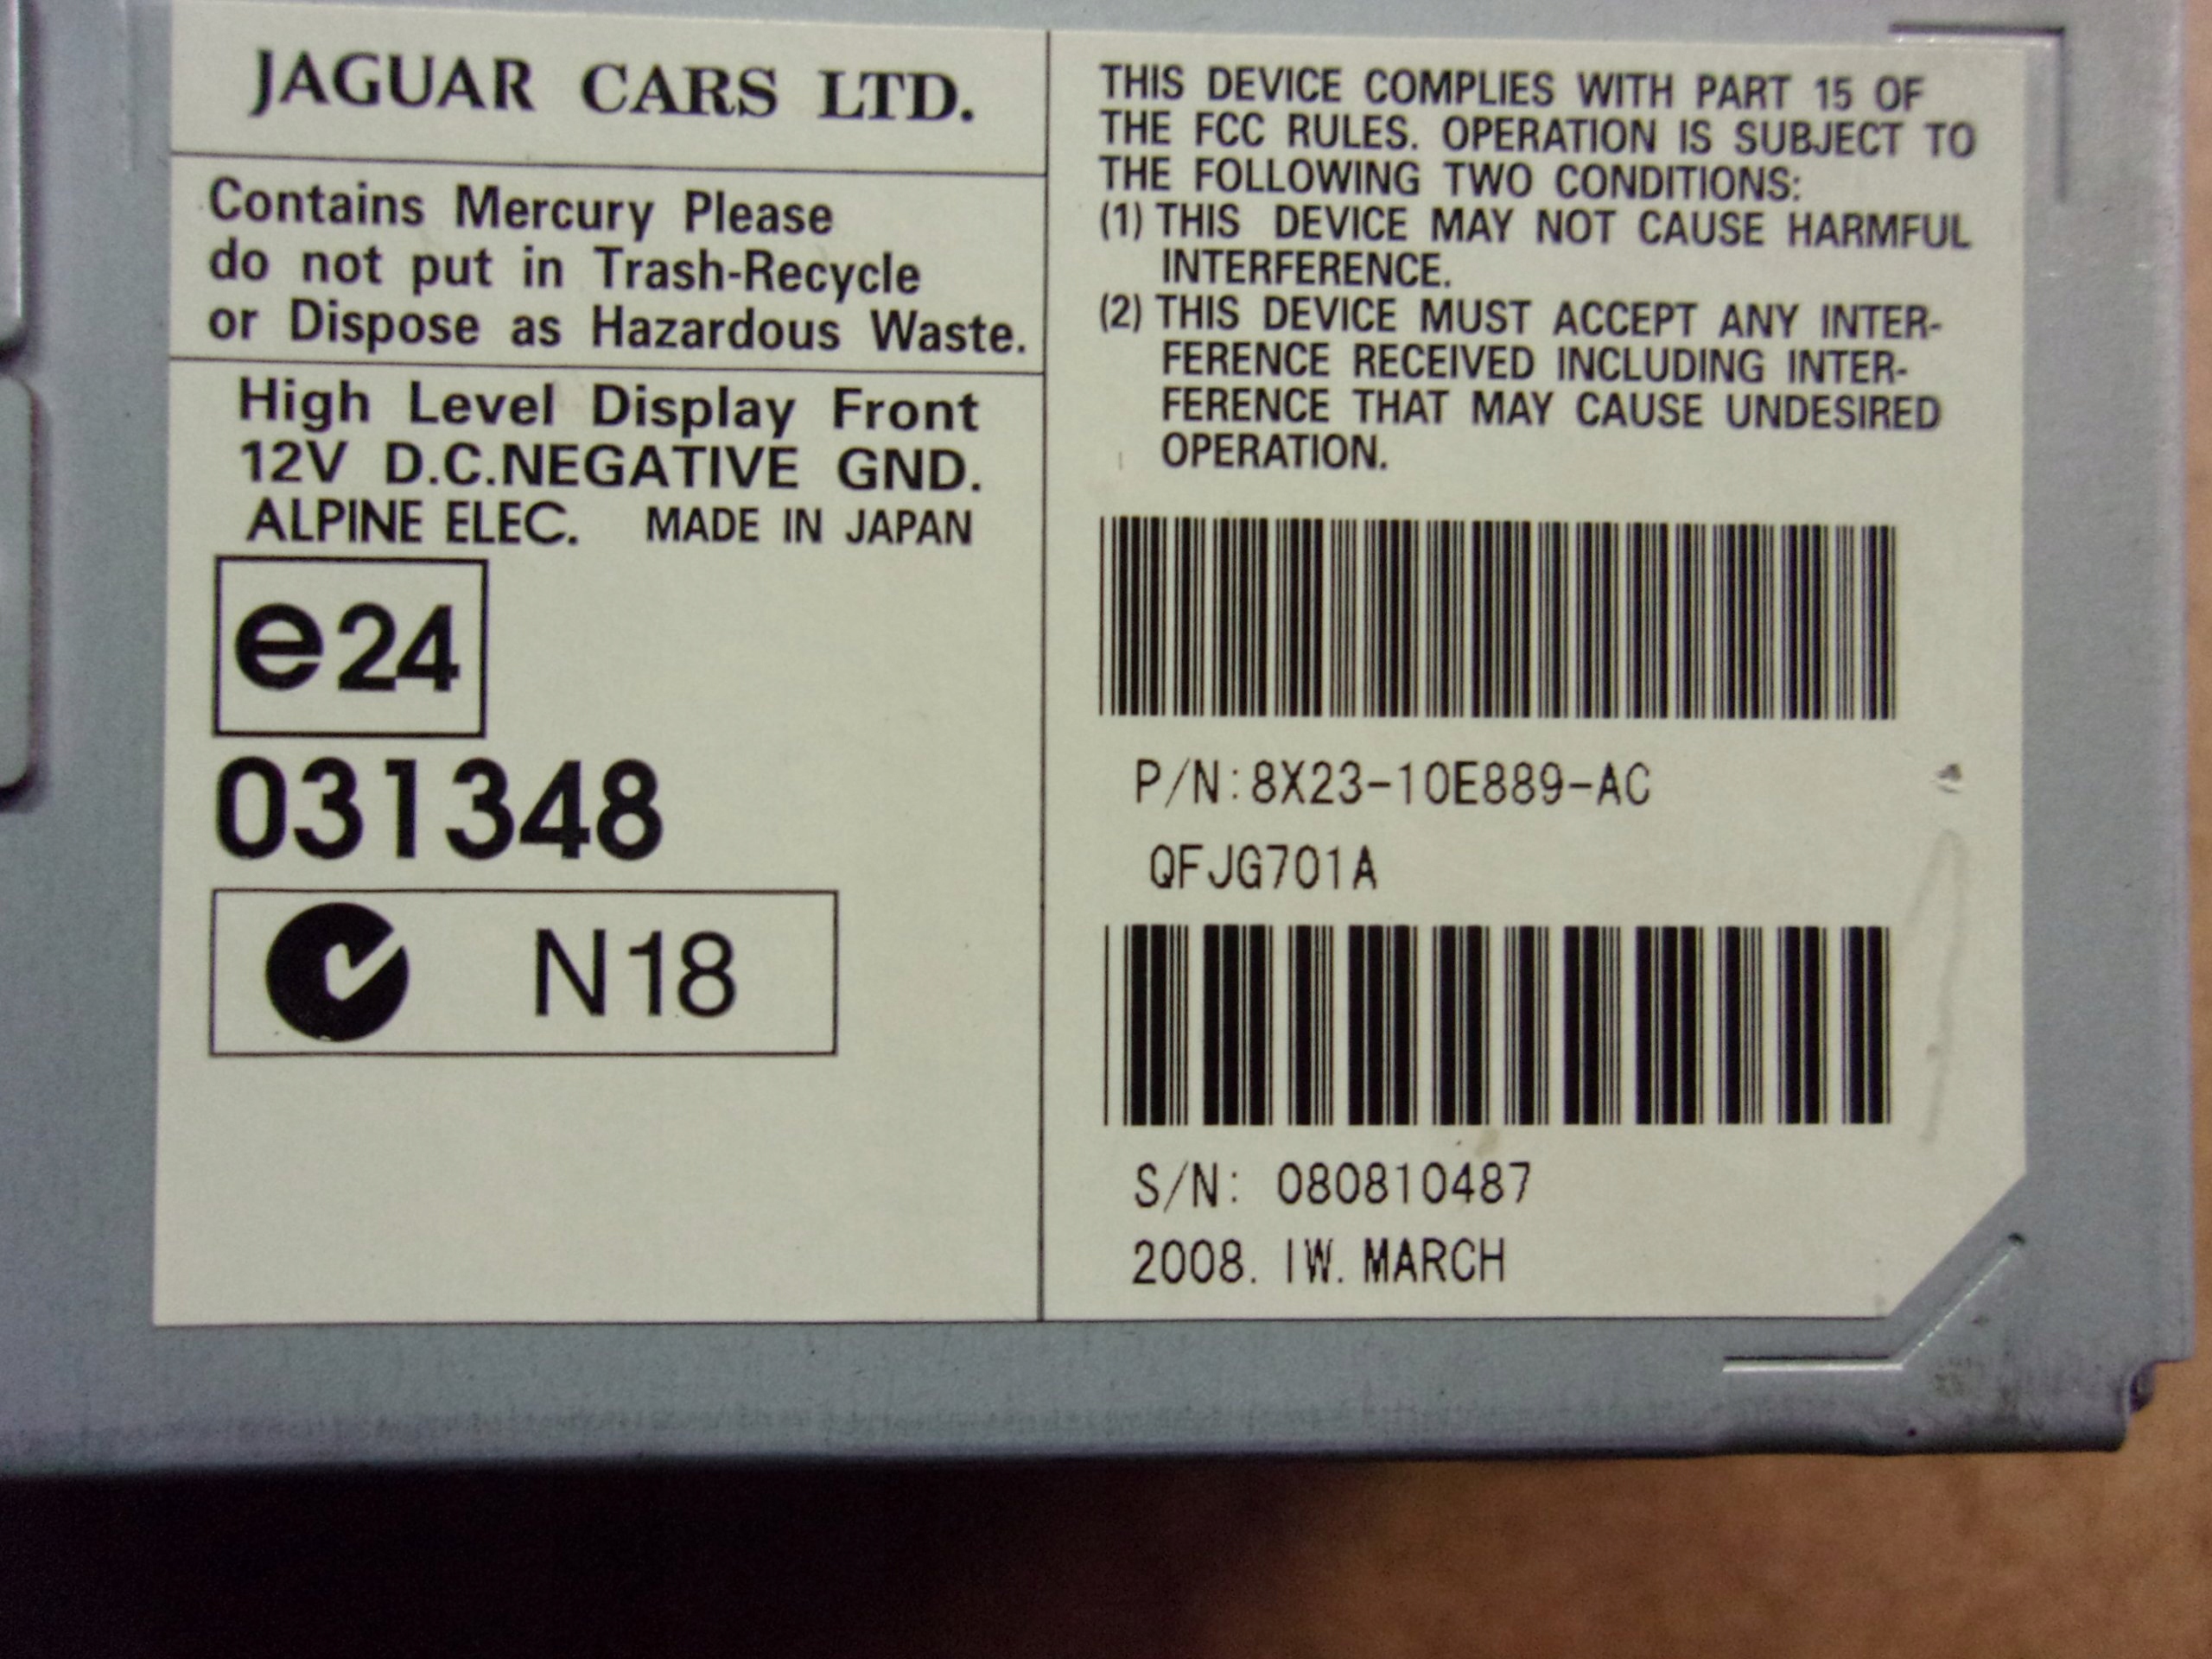 JAGUAR CARS LTD.
Contains Mercury Please
do not put in Trash-Recycle
or Dispose as Hazardous Waste.
High Level Display Front
12V D.C.NEGATIVE GND.
ALPINE ELEC. MADE IN JAPAN
e24
031348
N18
THIS DEVICE COMPLIES WITH PART 15 OF
THE FCC RULES. OPERATION IS SUBJECT TO
THE FOLLOWING TWO CONDITIONS:
(1) THIS DEVICE MAY NOT CAUSE HARMFUL
INTERFERENCE.
(2) THIS DEVICE MUST ACCEPT ANY INTER-
FERENCE RECEIVED INCLUDING INTER-
FERENCE THAT MAY CAUSE UNDESIRED
OPERATION.
P/N:8X23-10E889-AC
QFJG701A
S/N: 080810487
2008. 1W. MARCH